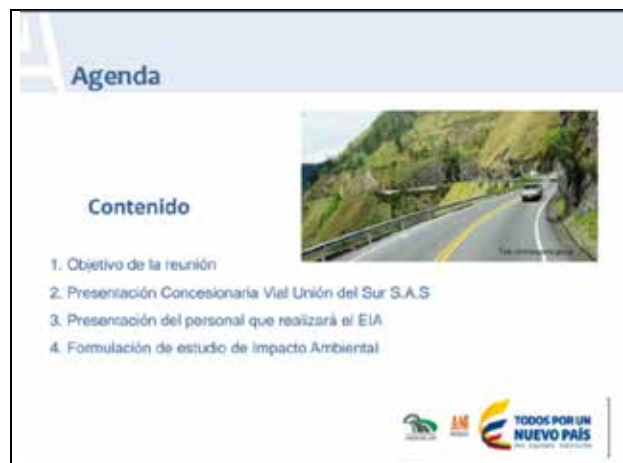 Agenda
Contenido
1. Objetivo de la reunión
2. Presentación Concesionaria Vial Unión del Sur S.A.S
3. Presentación del personal que realizará el EIA
4. Formulación de estudio de Impacto Ambiental
ANI
TODOS POR UN
NUEVO PAÍS